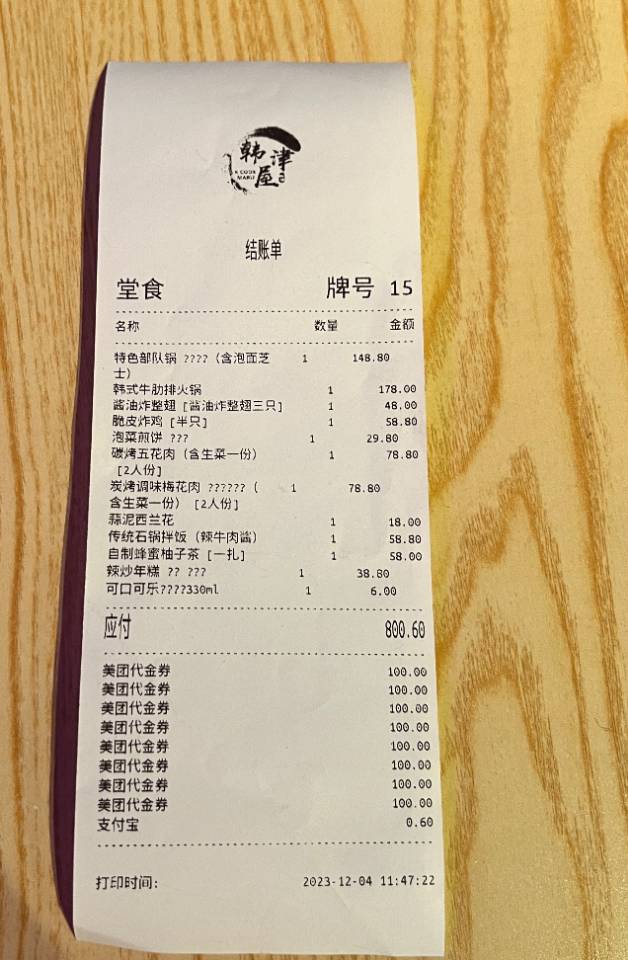 韩津屋
K COOK
MARU
结账单
堂食 牌号 15
名称 数量 金额
特色部队锅 ????（含泡面芝 1 148.80
士）
韩式牛肋排火锅 1 178.00
酱油炸整翅 [酱油炸整翅三只] 1 48.00
脆皮炸鸡 [半只] 1 58.80
泡菜煎饼 ??? 1 29.80
碳烤五花肉（含生菜一份） 1 78.80
[2人份]
炭烤调味梅花肉 ??????（ 1 78.80
含生菜一份） [2人份]
蒜泥西兰花 1 18.00
传统石锅拌饭（辣牛肉酱） 1 58.80
自制蜂蜜柚子茶 [一扎] 1 58.00
辣炒年糕 ?? ??? 1 38.80
可口可乐????330ml 1 6.00
应付 800.60
美团代金券 100.00
美团代金券 100.00
美团代金券 100.00
美团代金券 100.00
美团代金券 100.00
美团代金券 100.00
美团代金券 100.00
美团代金券 100.00
支付宝 0.60
打印时间: 2023-12-04 11:47:22